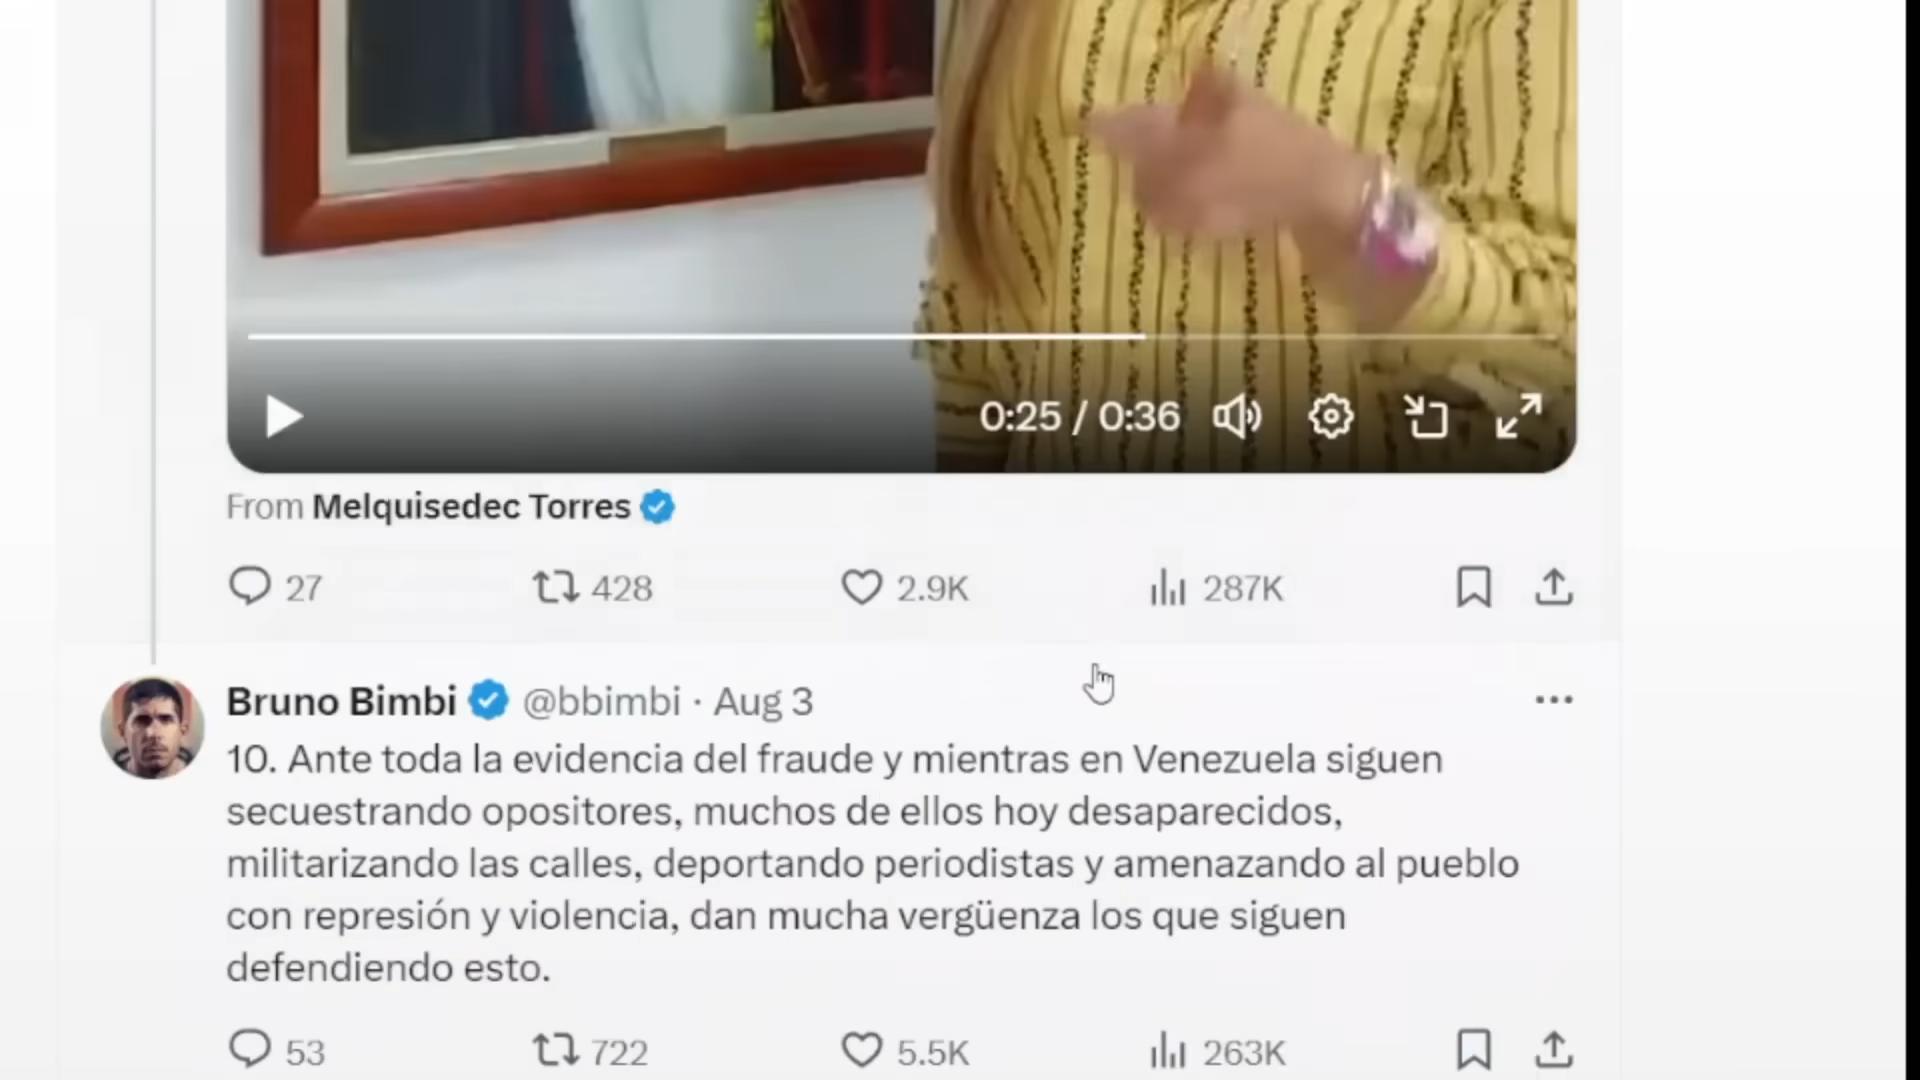 0:25 / 0:36
From Melquisedec Torres
27 428 2.9K 287K
Bruno Bimbi @bbimbi · Aug 3
10. Ante toda la evidencia del fraude y mientras en Venezuela siguen
secuestrando opositores, muchos de ellos hoy desaparecidos,
militarizando las calles, deportando periodistas y amenazando al pueblo
con represión y violencia, dan mucha vergüenza los que siguen
defendiendo esto.
53 722 5.5K 263K